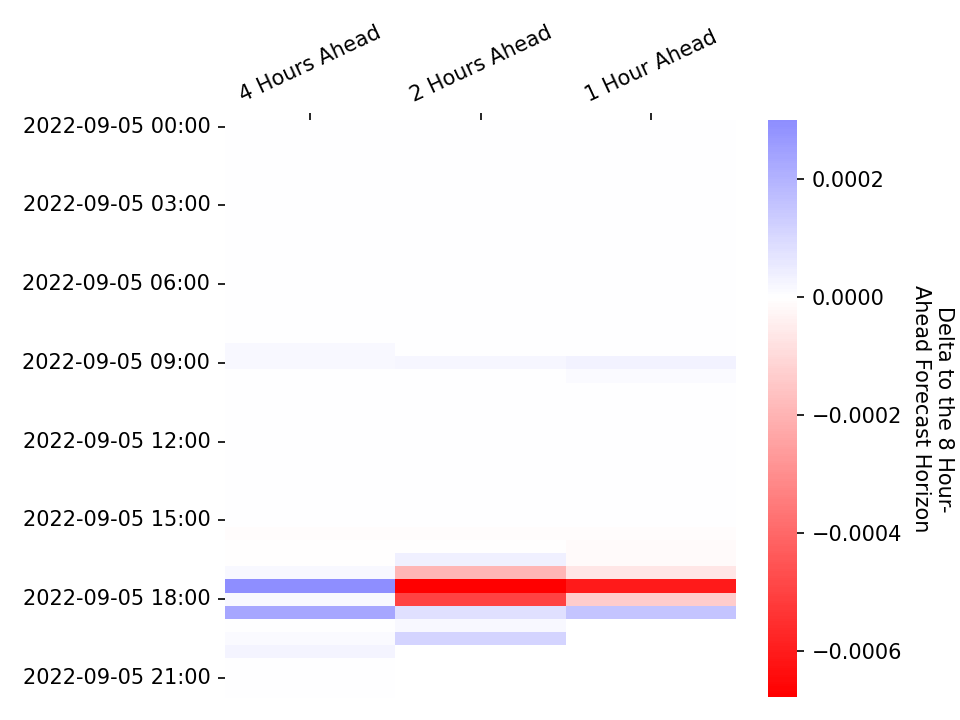 4 Hours Ahead
2 Hours Ahead
1 Hour Ahead
2022-09-05 00:00
2022-09-05 03:00
2022-09-05 06:00
2022-09-05 09:00
2022-09-05 12:00
2022-09-05 15:00
2022-09-05 18:00
2022-09-05 21:00
0.0002
0.0000
−0.0002
−0.0004
−0.0006
Delta to the 8 Hour-
Ahead Forecast Horizon